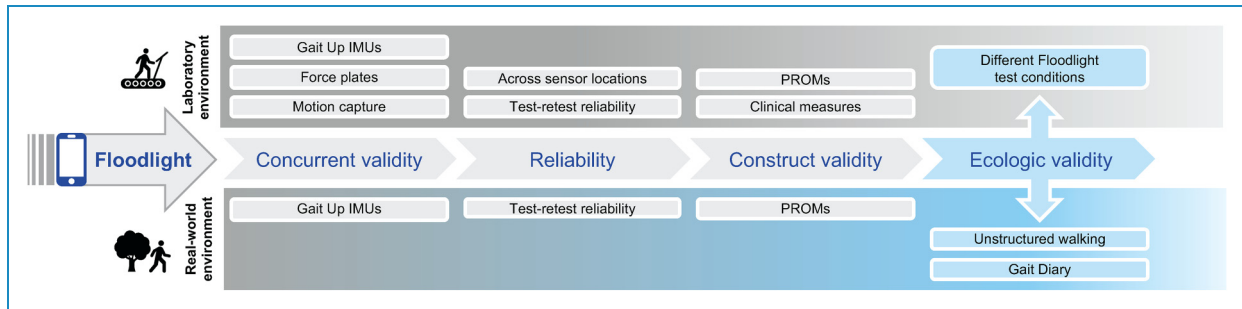 Laboratory
environment
Gait Up IMUs
Force plates
Motion capture
Across sensor locations
Test-retest reliability
PROMs
Clinical measures
Different Floodlight
test conditions
Floodlight
Concurrent validity
Reliability
Construct validity
Ecologic validity
Real-world
environment
Gait Up IMUs
Test-retest reliability
PROMs
Unstructured walking
Gait Diary